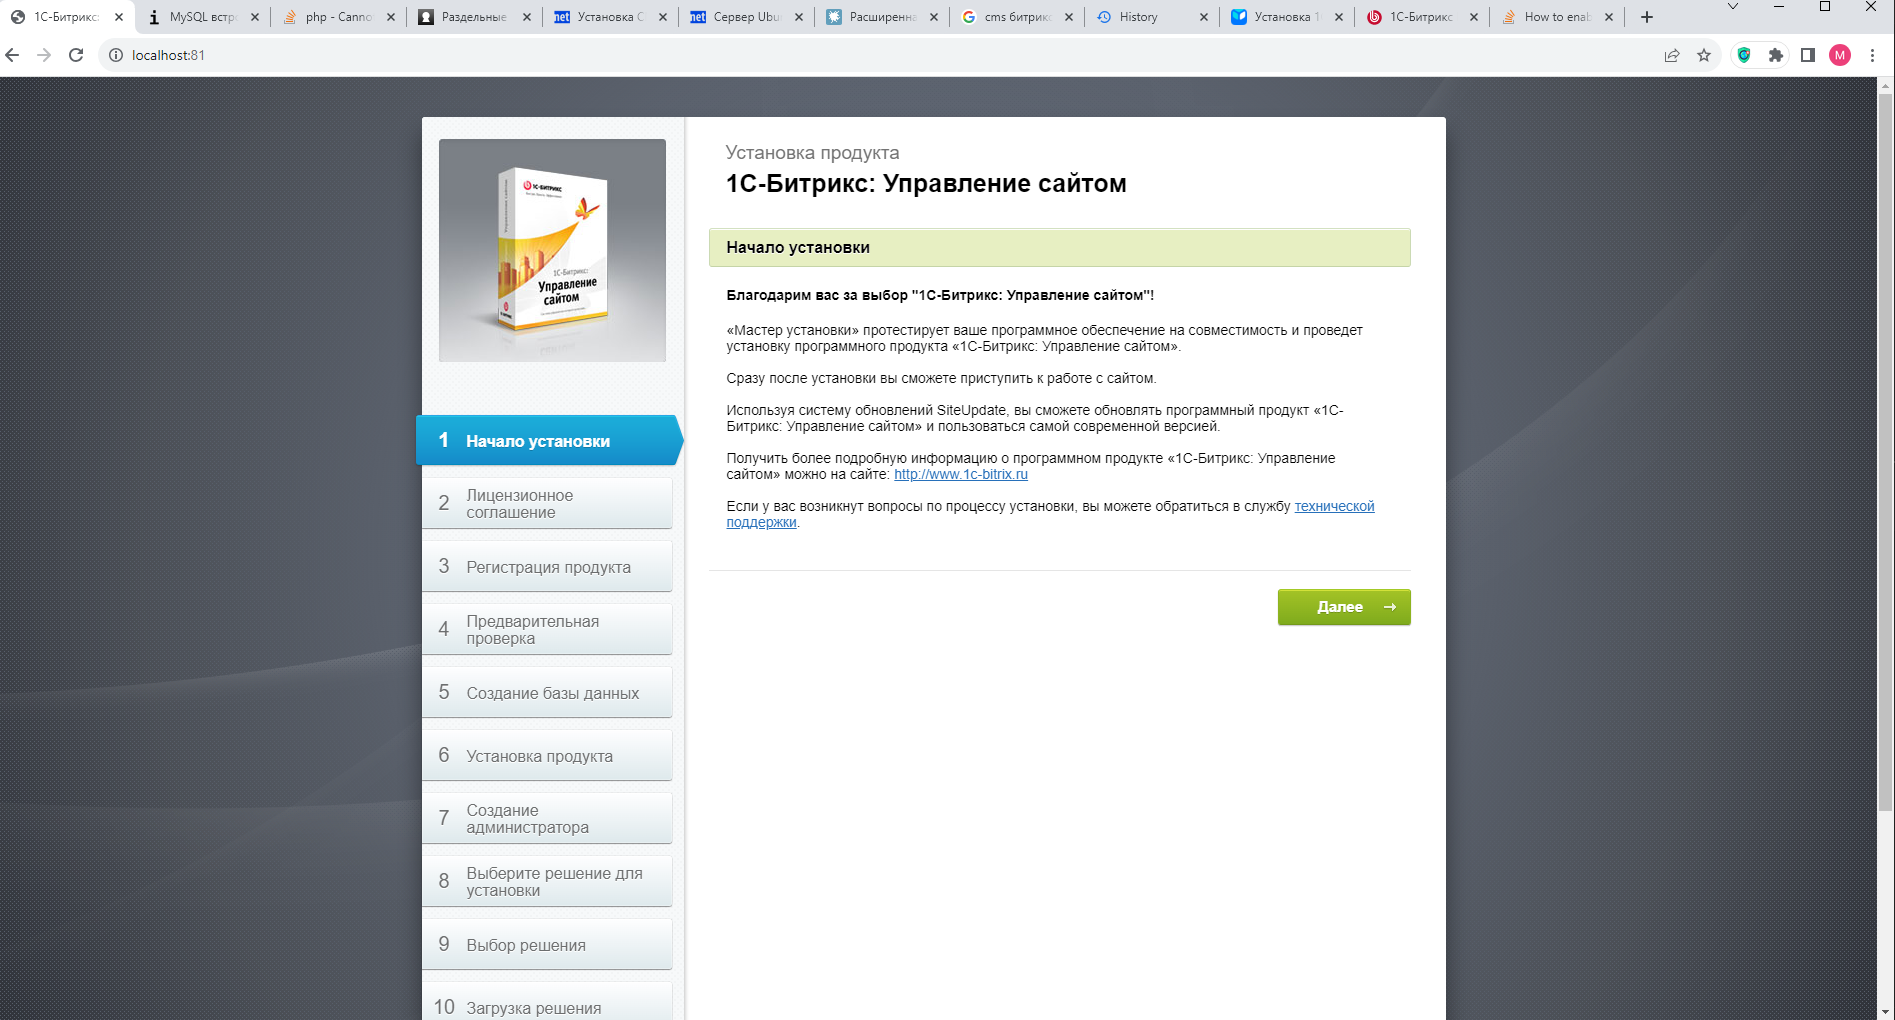 1С-Битрикс:
MySQL встро
php - Canno
Раздельные
Установка C
Сервер Ubu
Расширенна
cms битрикс
History
Установка 1
1С-Битрикс
How to enab
localhost:81
M
1С-БИТРИКС
1С-Битрикс:
Управление
сайтом
Установка продукта
1С-Битрикс: Управление сайтом
Начало установки
Благодарим вас за выбор "1С-Битрикс: Управление сайтом"!
«Мастер установки» протестирует ваше программное обеспечение на совместимость и проведет
установку программного продукта «1С-Битрикс: Управление сайтом».
Сразу после установки вы сможете приступить к работе с сайтом.
Используя систему обновлений SiteUpdate, вы сможете обновлять программный продукт «1С-
Битрикс: Управление сайтом» и пользоваться самой современной версией.
Получить более подробную информацию о программном продукте «1С-Битрикс: Управление
сайтом» можно на сайте: http://www.1c-bitrix.ru
Если у вас возникнут вопросы по процессу установки, вы можете обратиться в службу технической
поддержки.
Далее
1 Начало установки
2 Лицензионное
соглашение
3 Регистрация продукта
4 Предварительная
проверка
5 Создание базы данных
6 Установка продукта
7 Создание
администратора
8 Выберите решение для
установки
9 Выбор решения
10 Загрузка решения